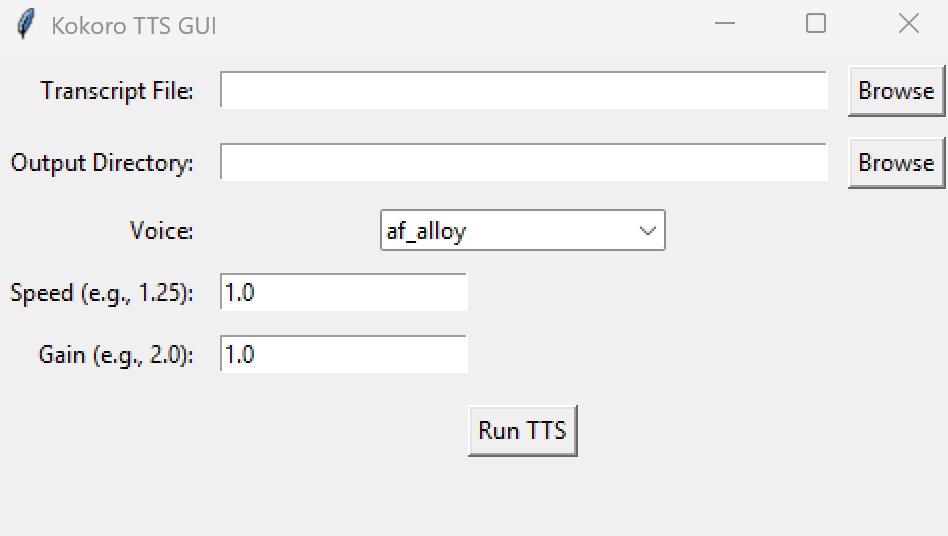 Kokoro TTS GUI
Transcript File: Browse
Output Directory: Browse
Voice: af_alloy
Speed (e.g., 1.25): 1.0
Gain (e.g., 2.0): 1.0
Run TTS